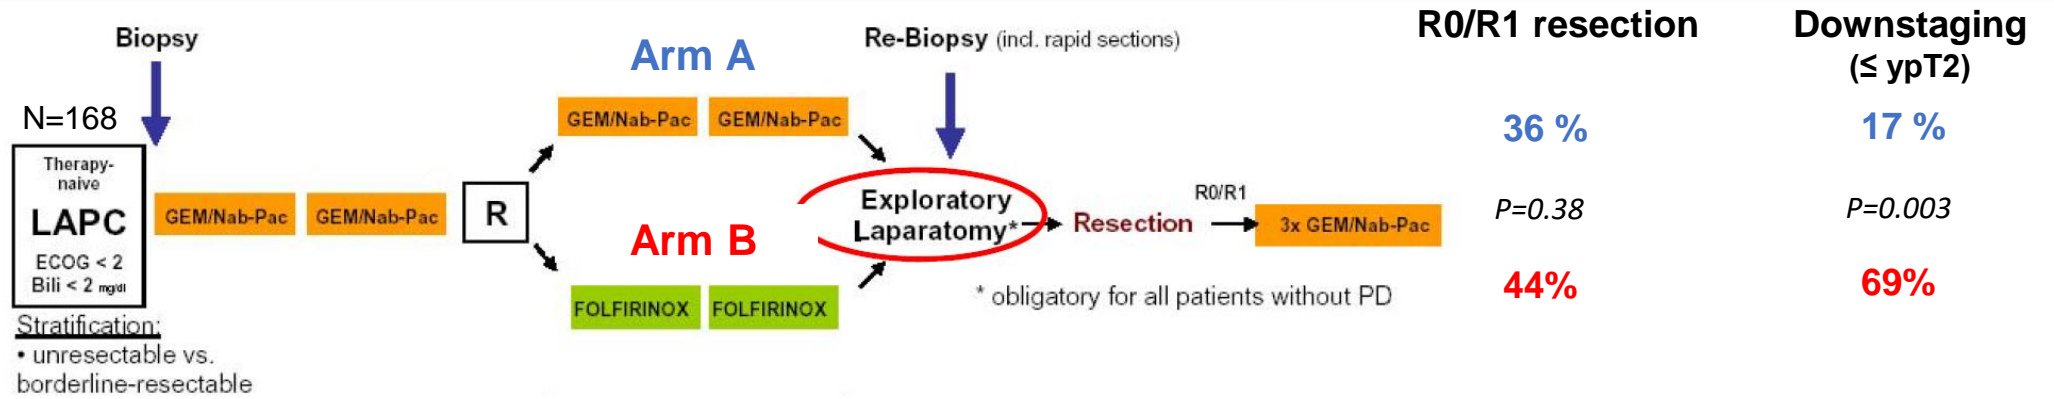 Biopsy
N=168
Therapy-
naive
LAPC
ECOG < 2
Bili < 2 mg/dl
Stratification:
• unresectable vs.
borderline-resectable
GEM/Nab-Pac
GEM/Nab-Pac
R
Arm A
GEM/Nab-Pac
GEM/Nab-Pac
Arm B
FOLFIRINOX
FOLFIRINOX
Re-Biopsy (incl. rapid sections)
Exploratory
Laparatomy*
Resection
R0/R1
3x GEM/Nab-Pac
* obligatory for all patients without PD
R0/R1 resection
36 %
P=0.38
44%
Downstaging
(≤ ypT2)
17 %
P=0.003
69%